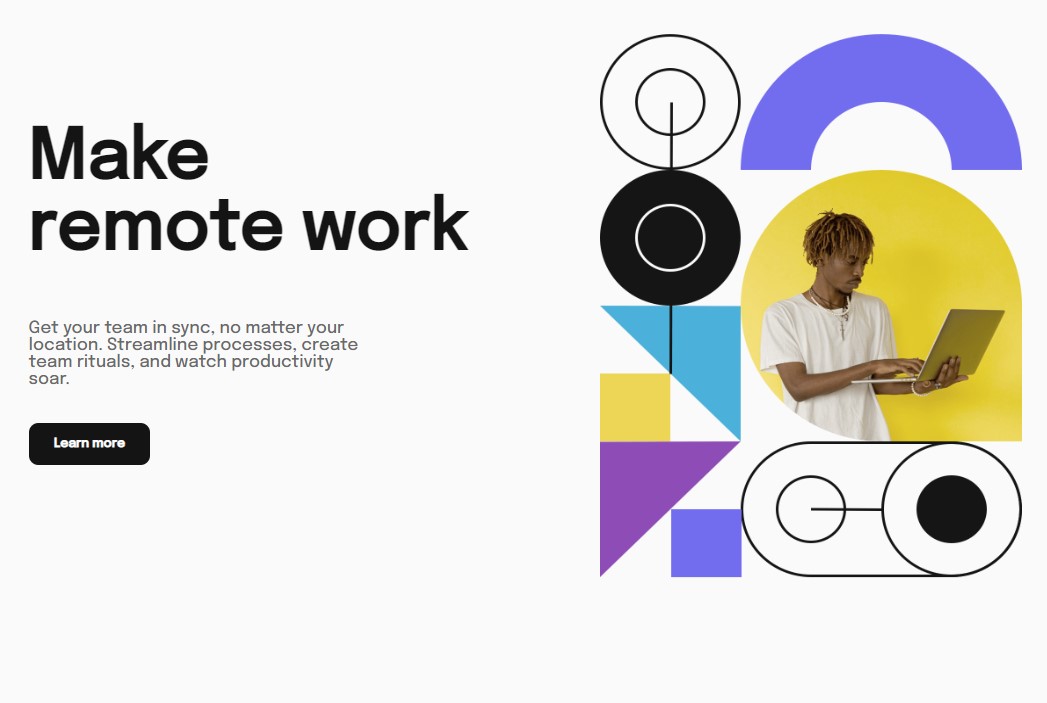 Make
remote work
Get your team in sync, no matter your
location. Streamline processes, create
team rituals, and watch productivity
soar.
Learn more